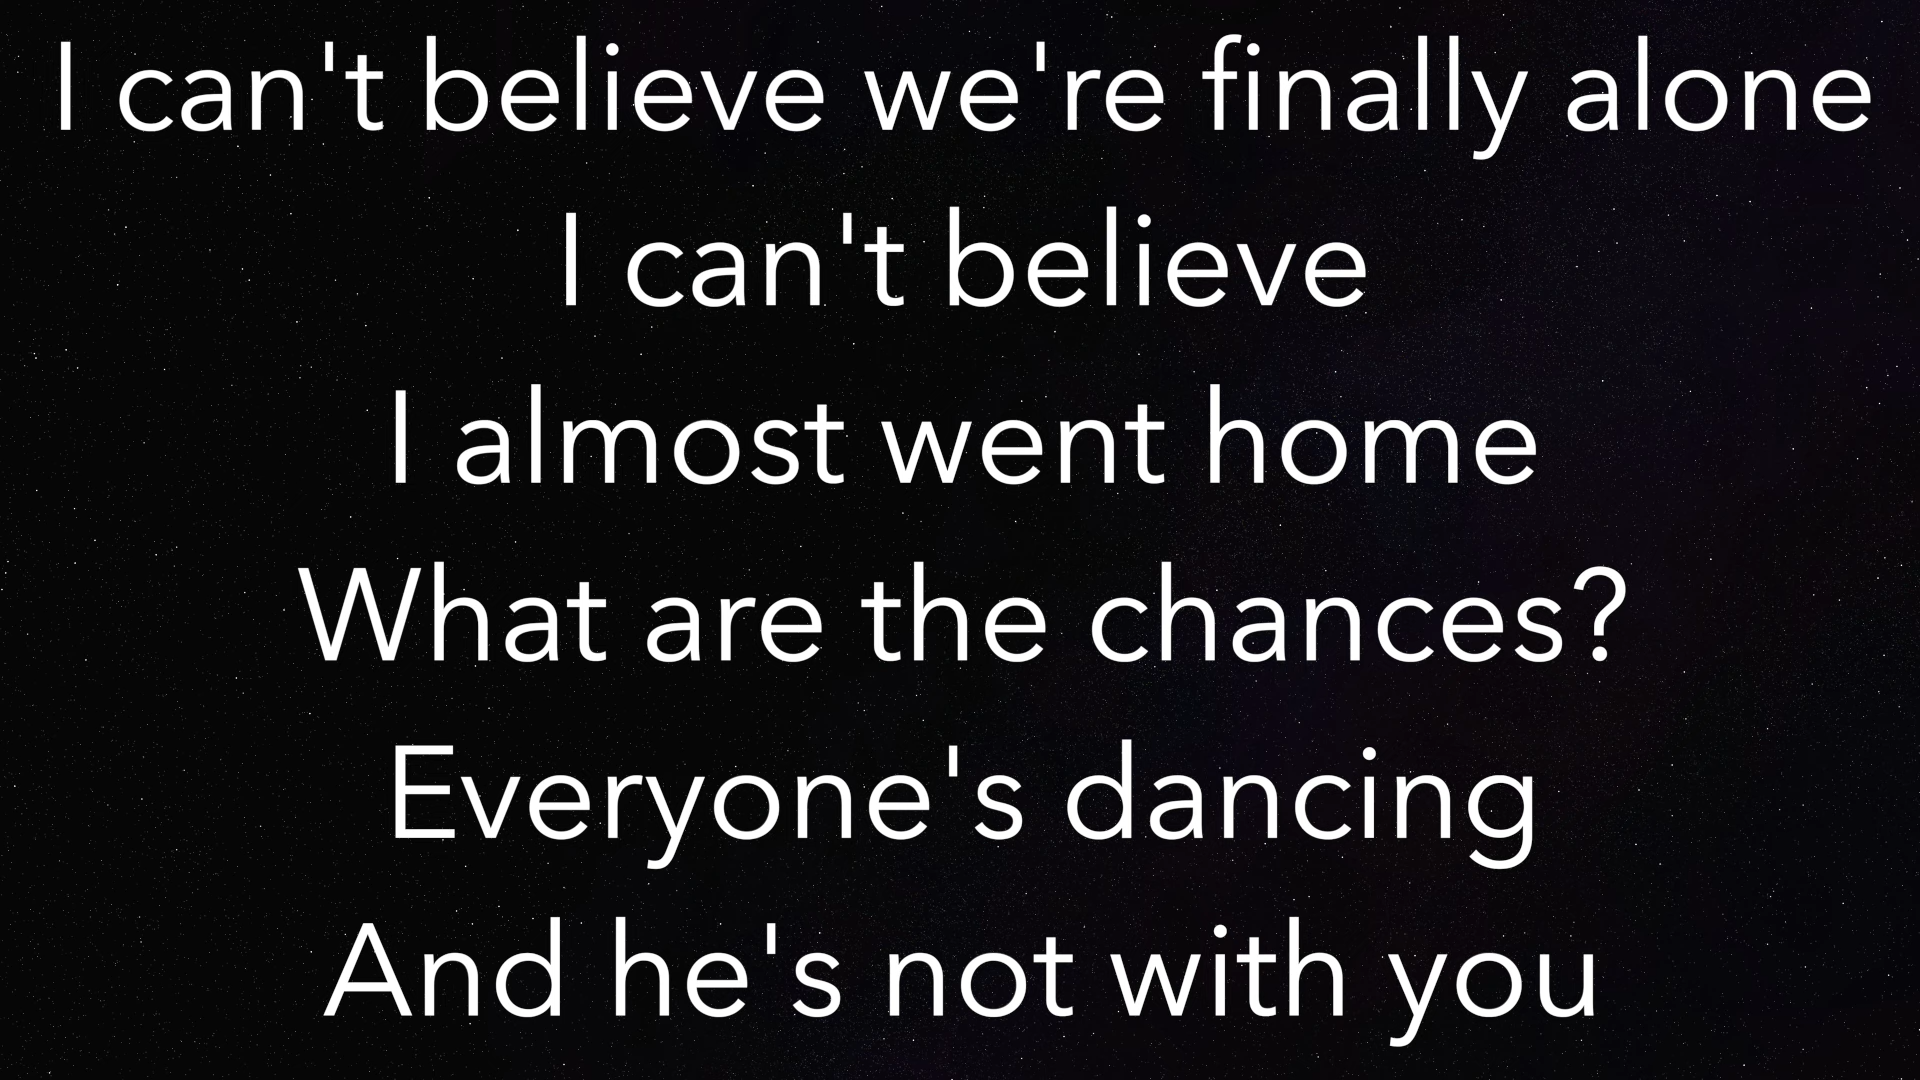 I can't believe we're finally alone
I can't believe
I almost went home
What are the chances?
Everyone's dancing
And he's not with you